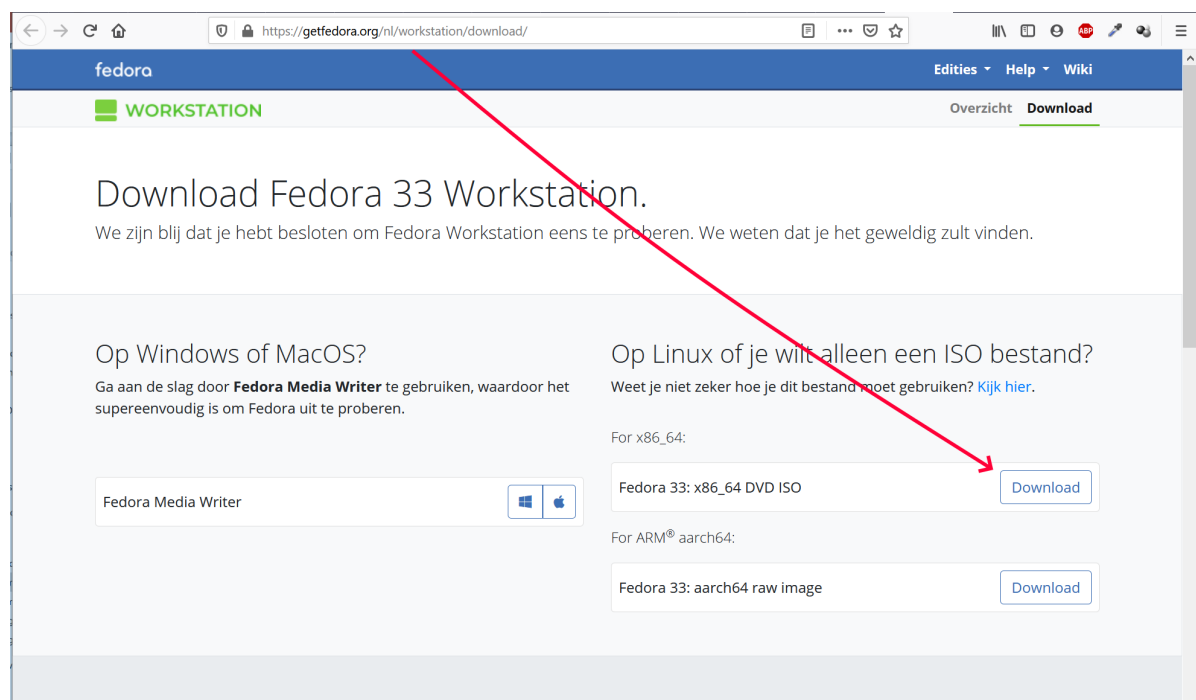 https://getfedora.org/nl/workstation/download/
ABP
fedora
Edities
Help
Wiki
WORKSTATION
Overzicht
Download
Download Fedora 33 Workstation.
We zijn blij dat je hebt besloten om Fedora Workstation eens te proberen. We weten dat je het geweldig zult vinden.
Op Windows of MacOS?
Ga aan de slag door Fedora Media Writer te gebruiken, waardoor het
supereenvoudig is om Fedora uit te proberen.
Fedora Media Writer
Op Linux of je wilt alleen een ISO bestand?
Weet je niet zeker hoe je dit bestand moet gebruiken? Kijk hier.
For x86_64:
Fedora 33: x86_64 DVD ISO
Download
For ARM® aarch64:
Fedora 33: aarch64 raw image
Download